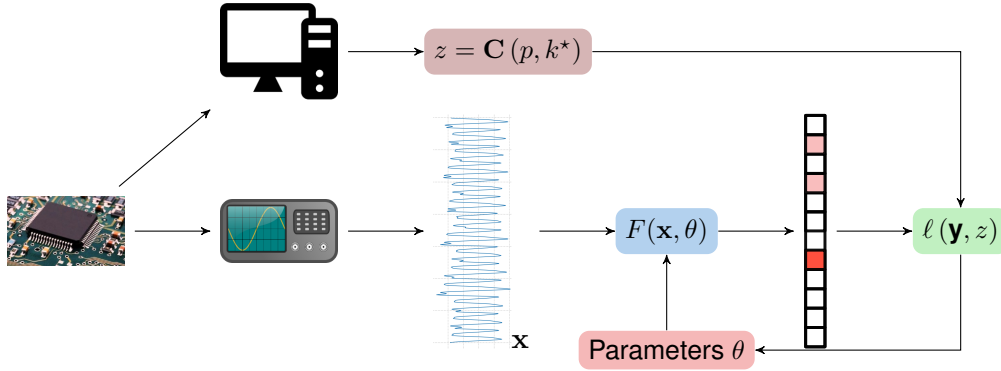 z = C (p, k⋆)
x
F(x, θ)
ℓ (y, z)
Parameters θ